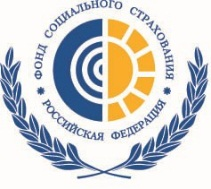 ФОНД СОЦИАЛЬНОГО СТРАХОВАНИЯ
РОССИЙСКАЯ ФЕДЕРАЦИЯ